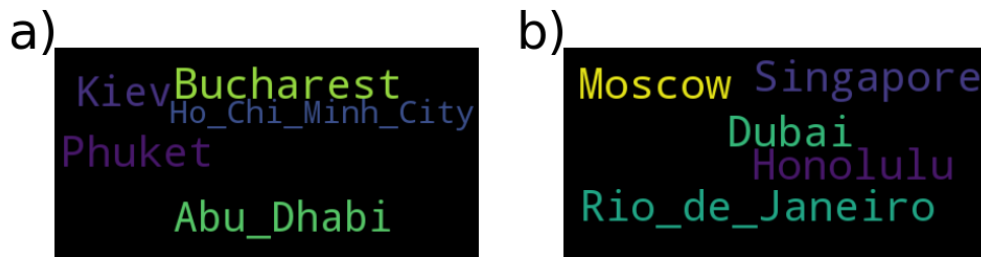 a)
Kiev
Bucharest
Ho_Chi_Minh_City
Phuket
Abu_Dhabi
b)
Moscow
Singapore
Dubai
Honolulu
Rio_de_Janeiro